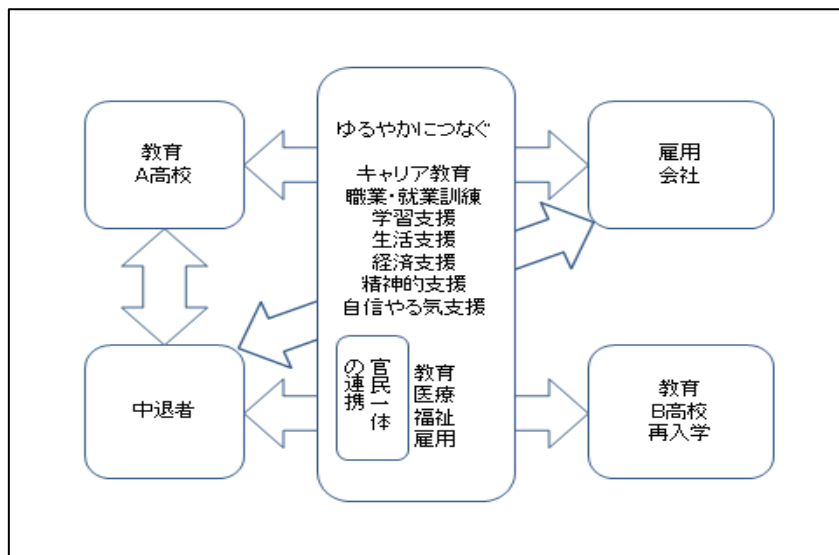 教育
A高校
中退者
ゆるやかにつなぐ
キャリア教育
職業・就業訓練
学習支援
生活支援
経済支援
精神的支援
自信やる気支援
官民一体
の連携
教育
医療
福祉
雇用
雇用
会社
教育
B高校
再入学